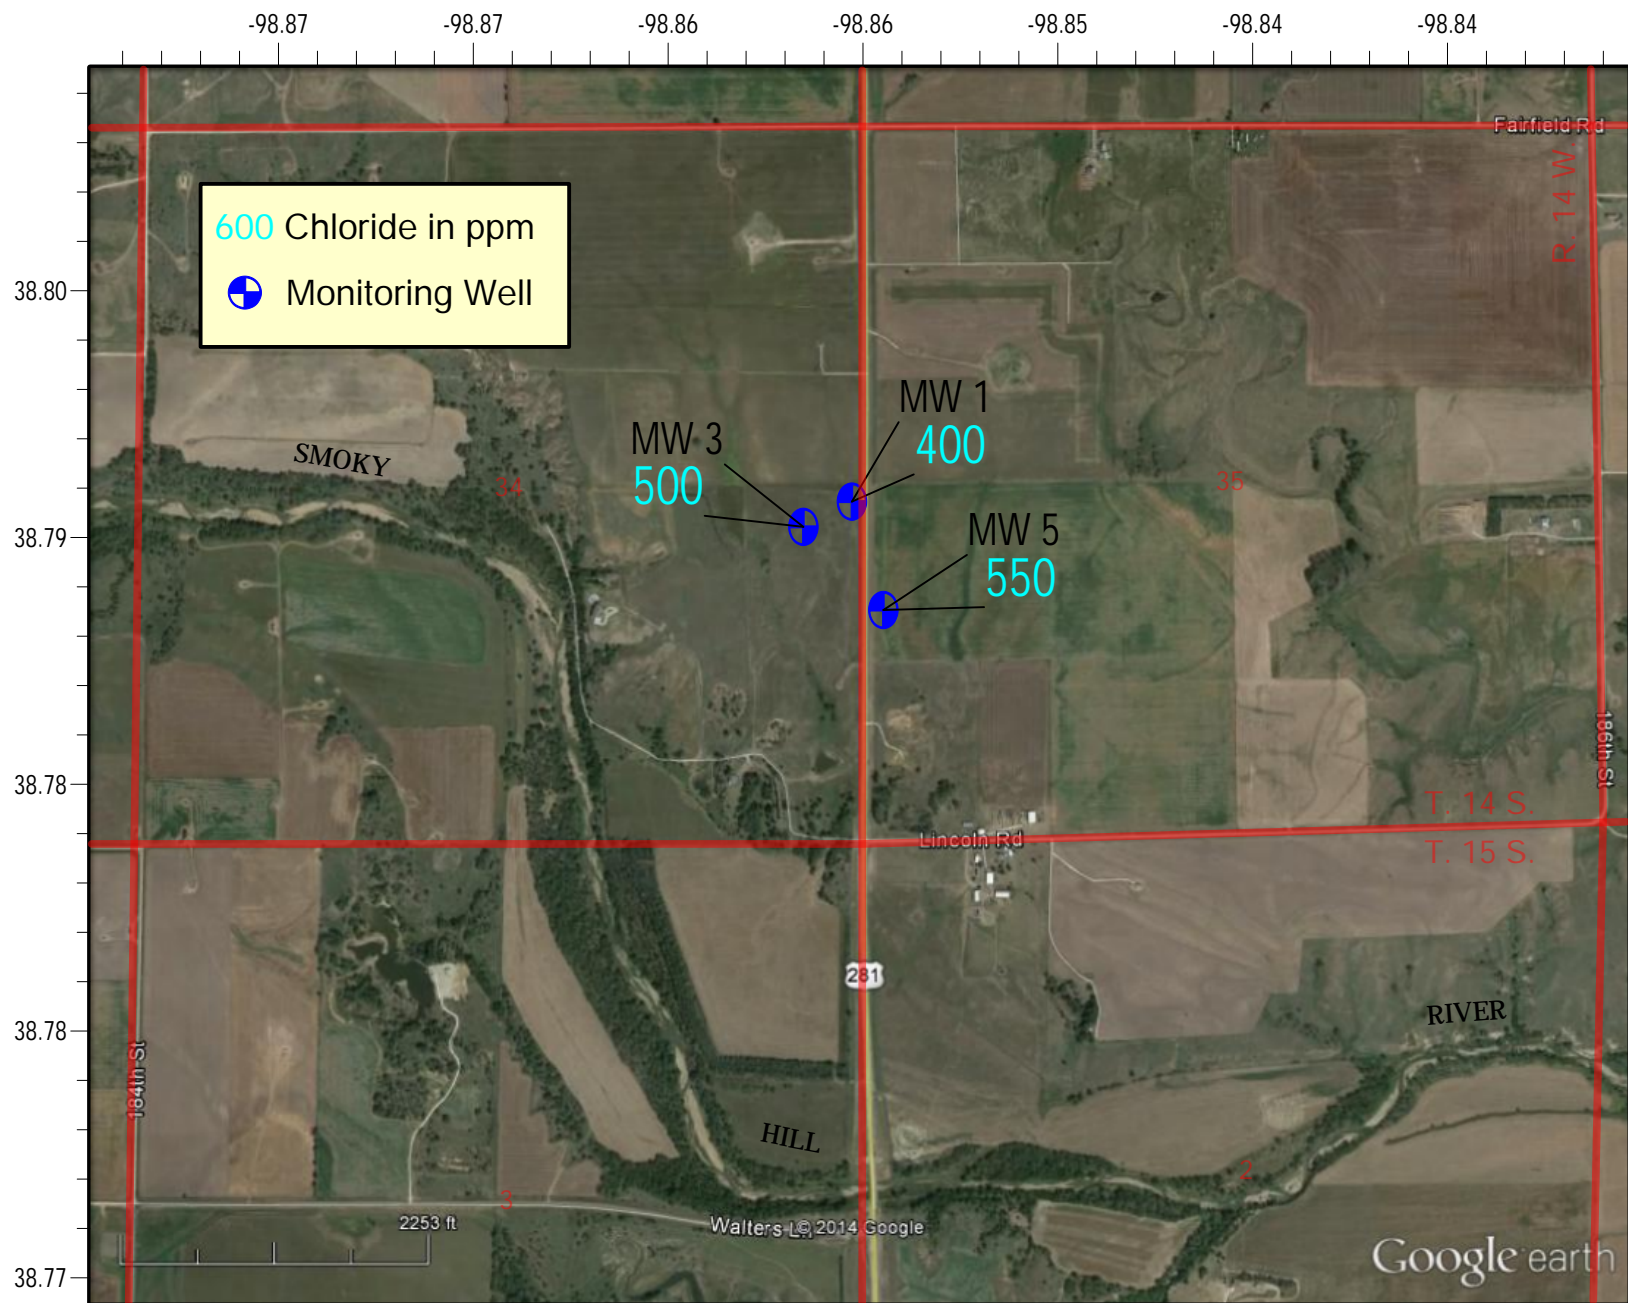 -98.87 -98.87 -98.86 -98.86 -98.85 -98.84 -98.84
Fairfield Rd
R. 14 W.
600 Chloride in ppm
Monitoring Well
38.80
MW 1
400
MW 3
500
SMOKY
34
35
38.79
MW 5
550
186th St
38.78
T. 14 S.
Lincoln Rd
T. 15 S.
281
RIVER
38.78
184th St
HILL
2
3
2253 ft
Walters Ln
© 2014 Google
Google earth
38.77